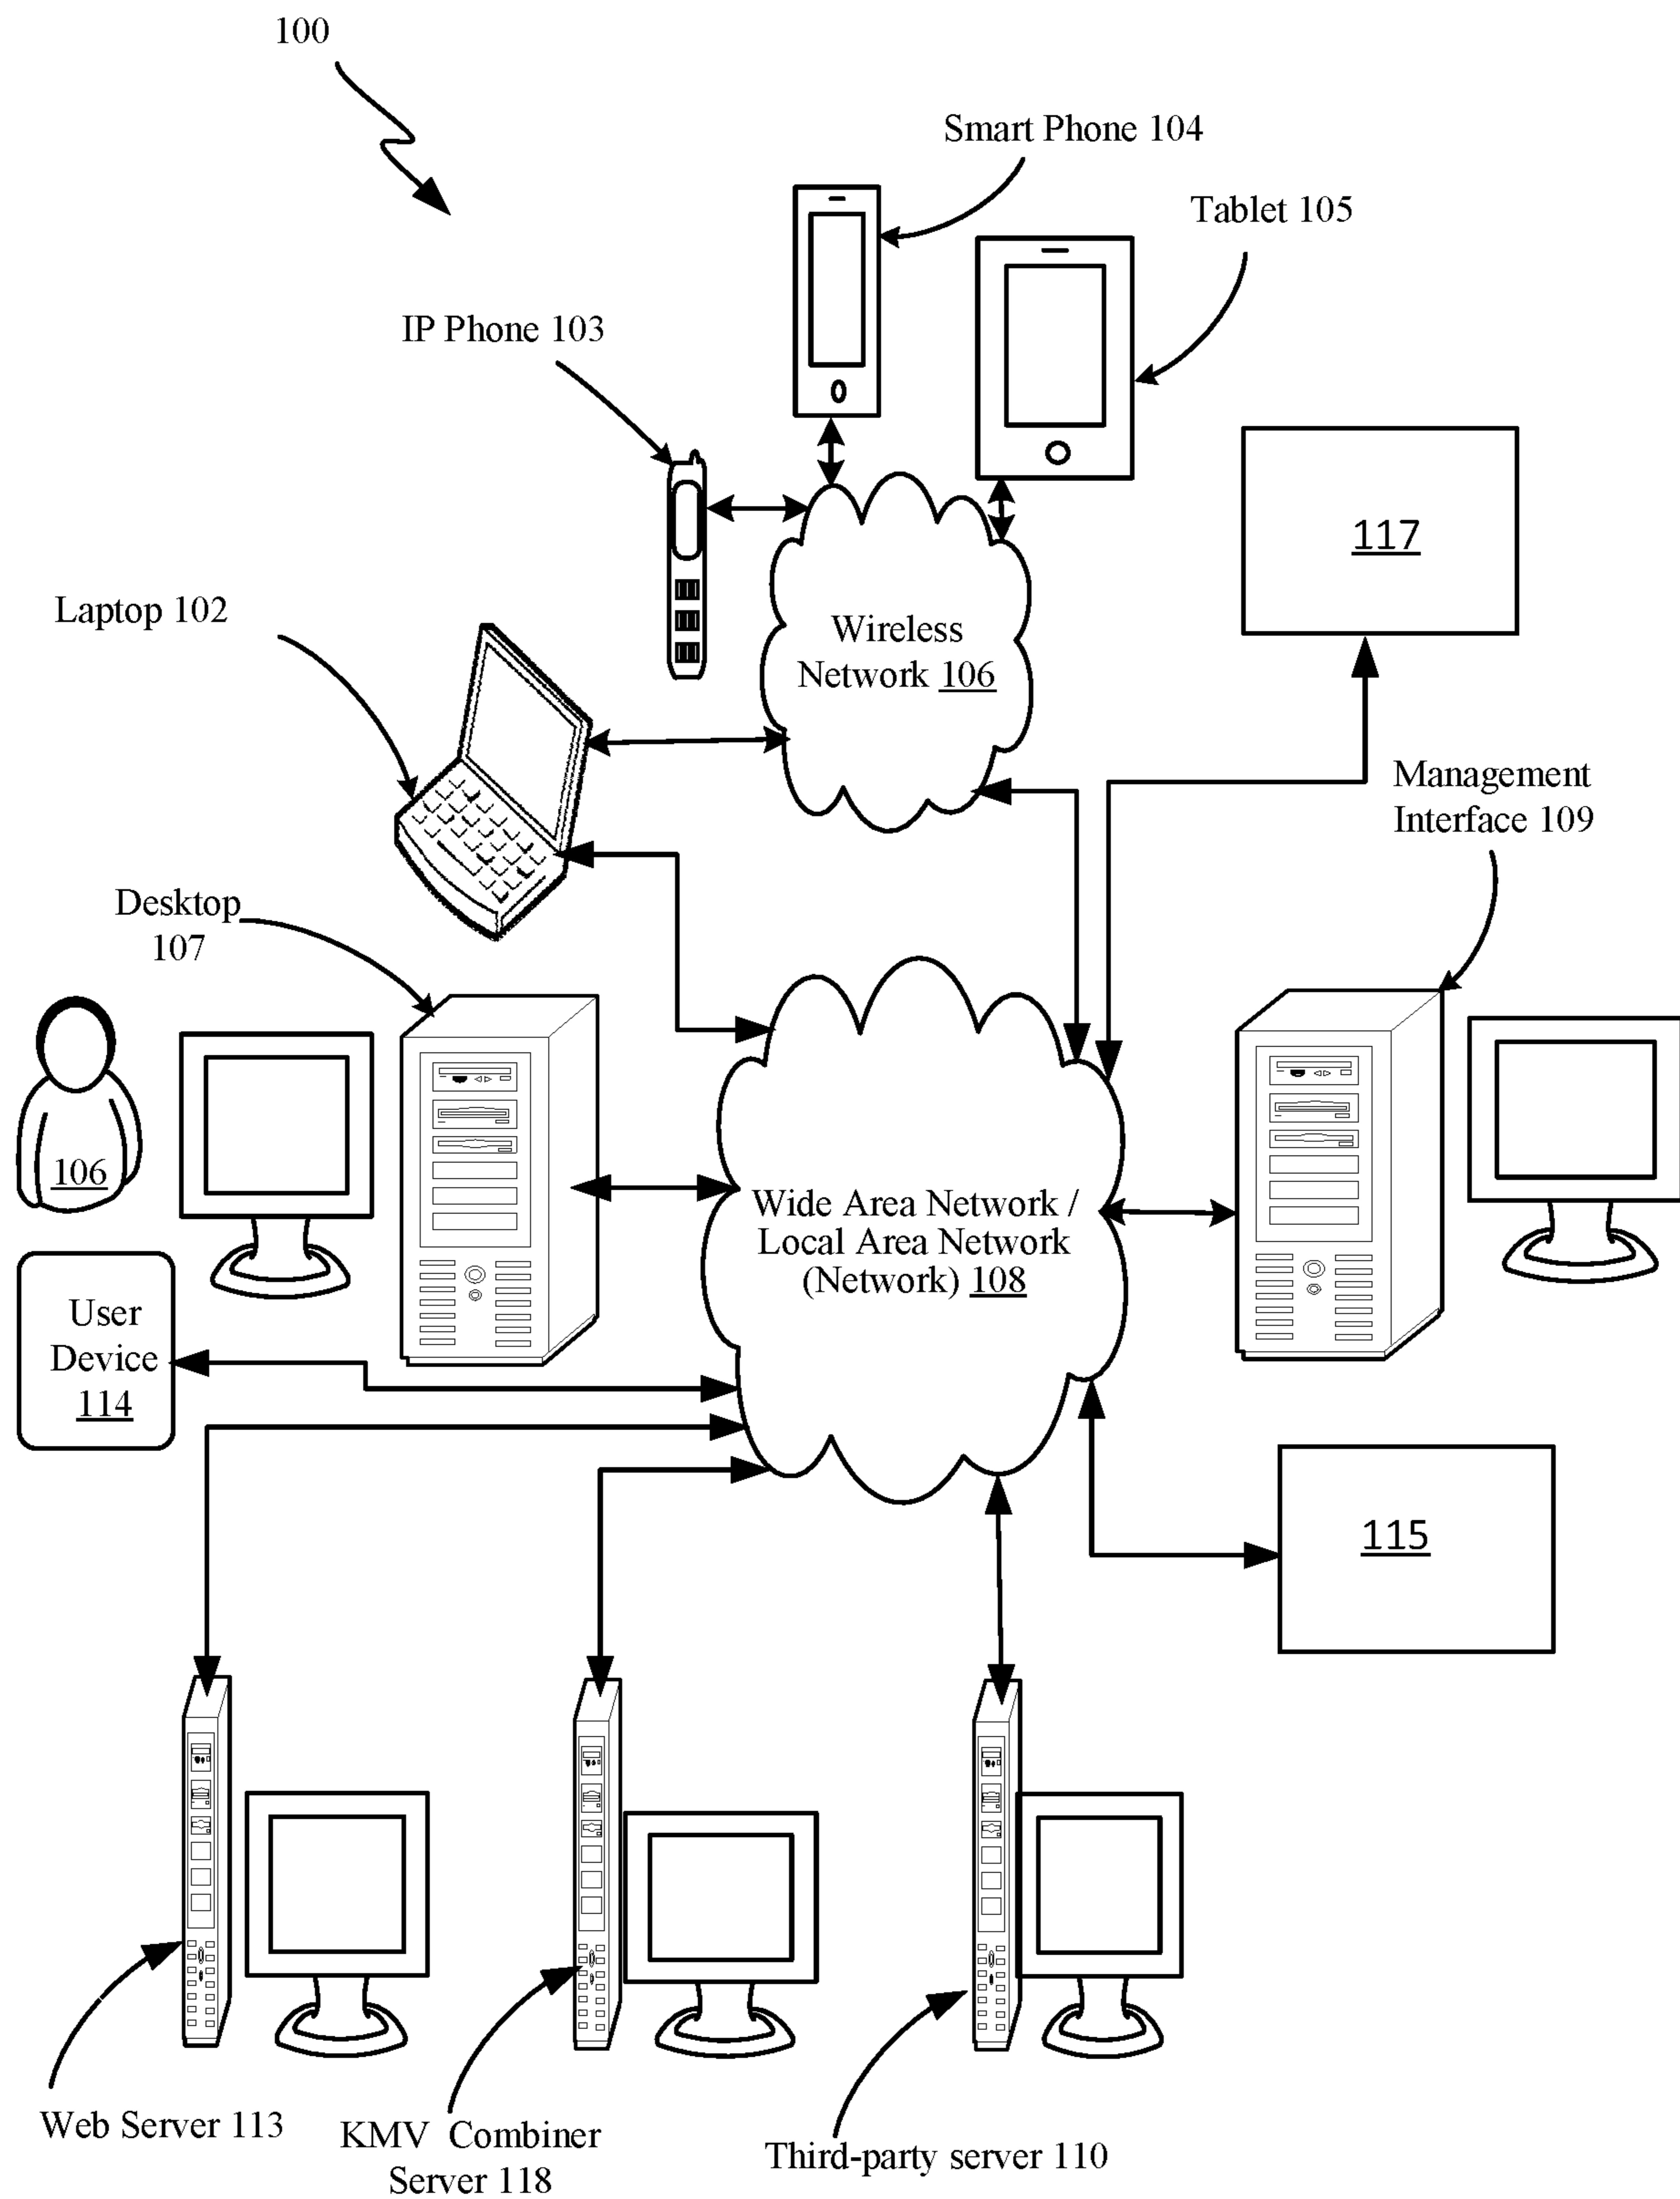 100
Smart Phone 104
Tablet 105
IP Phone 103
117
Laptop 102
Wireless
Network 106
Management
Interface 109
Desktop
107
106
Wide Area Network /
Local Area Network
(Network) 108
User
Device
114
115
Web Server 113
KMV Combiner
Server 118
Third-party server 110